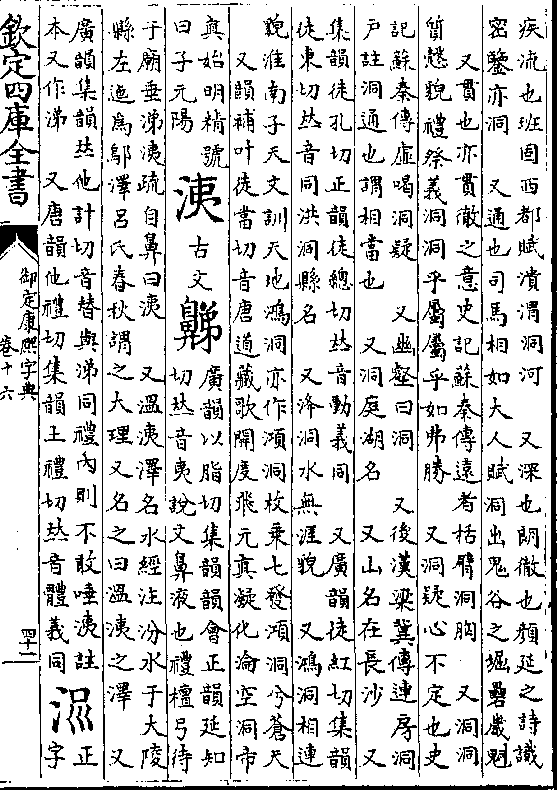 疾流也班固西都賦潰渭洞河　又深也朗徹也顔延之詩識
密鑒亦洞　又通也司馬相如大人賦洞出鬼谷之堀礨崴魁
又貫也亦貫徹之意史記蘇秦傳遠者括臂洞胸　又洞洞
質慤貌禮祭義洞洞乎屬屬乎如弗勝　又洞疑心不定也史
記蘇秦傳虛喝洞疑　又幽壑曰洞　又後漢梁冀傳連房洞
戸註洞通也謂相當也　又洞庭湖名　又山名在長沙　又
集韻徒孔切正韻徒總切𠀤音動義同　又廣韻徒紅切集韻
徒東切𠀤音同洪洞縣名　又洚洞水無涯貌　又鴻洞相連
貌淮南子天文訓天地鴻洞亦作澒洞枚乗七發澒洞兮蒼天
又韻補叶徒當切音唐道藏歌開度飛元真凝化淪空洞帝
真始明精號
曰子元陽
洟
古文
𪖦
廣韻以脂切集韻韻會正韻延知
切𠀤音夷說文鼻液也禮檀弓待
于廟垂涕洟疏自鼻曰洟　又溫洟澤名水經注汾水于大陵
縣左迤爲鄔澤呂氏春秋謂之大陸又名之曰溫洟之澤　又
廣韻集韻𠀤他計切音替與涕同禮內則不敢唾洟註
本又作涕　又唐韻他禮切集韻土禮切𠀤音體義同
㳂
正
字
欽定四庫全書
御定康熙字典
卷十六
四十一